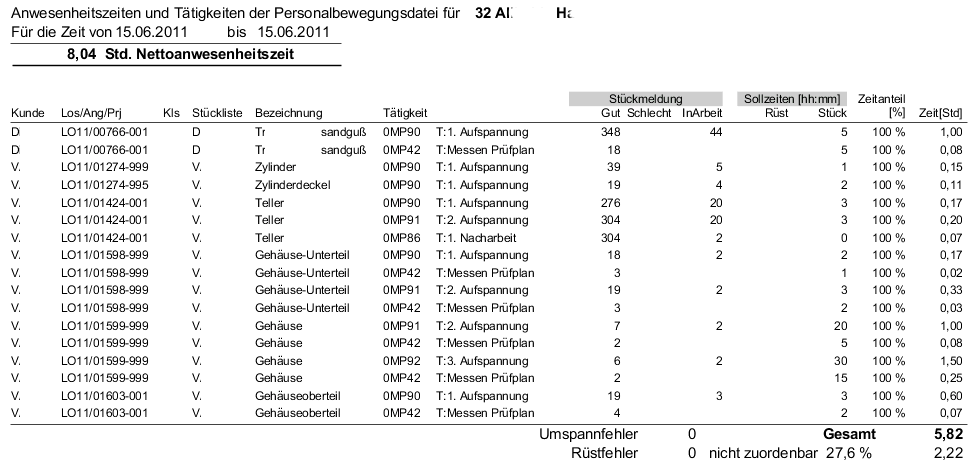 Anwesenheitszeiten und Tätigkeiten der Personalbewegungsdatei für 32 Al Ha
Für die Zeit von 15.06.2011 bis 15.06.2011
8,04 Std. Nettoanwesenheitszeit
Stückmeldung Sollzeiten [hh:mm] Zeitanteil
Kunde Los/Ang/Prj Kls Stückliste Bezeichnung Tätigkeit Gut Schlecht InArbeit Rüst Stück [%] Zeit[Std]
D LO11/00766-001 D Tr sandguß 0MP90 T:1. Aufspannung 348 44 5 100 % 1,00
D LO11/00766-001 D Tr sandguß 0MP42 T:Messen Prüfplan 18 5 100 % 0,08
V. LO11/01274-999 V. Zylinder 0MP90 T:1. Aufspannung 39 5 1 100 % 0,15
V. LO11/01274-995 V. Zylinderdeckel 0MP90 T:1. Aufspannung 19 4 2 100 % 0,11
V. LO11/01424-001 V. Teller 0MP90 T:1. Aufspannung 276 20 3 100 % 0,17
V. LO11/01424-001 V. Teller 0MP91 T:2. Aufspannung 304 20 3 100 % 0,20
V. LO11/01424-001 V. Teller 0MP86 T:1. Nacharbeit 304 2 0 100 % 0,07
V. LO11/01598-999 V. Gehäuse-Unterteil 0MP90 T:1. Aufspannung 18 2 2 100 % 0,17
V. LO11/01598-999 V. Gehäuse-Unterteil 0MP42 T:Messen Prüfplan 3 1 100 % 0,02
V. LO11/01598-999 V. Gehäuse-Unterteil 0MP91 T:2. Aufspannung 19 2 3 100 % 0,33
V. LO11/01598-999 V. Gehäuse-Unterteil 0MP42 T:Messen Prüfplan 3 2 100 % 0,03
V. LO11/01599-999 V. Gehäuse 0MP91 T:2. Aufspannung 7 2 20 100 % 1,00
V. LO11/01599-999 V. Gehäuse 0MP42 T:Messen Prüfplan 2 5 100 % 0,08
V. LO11/01599-999 V. Gehäuse 0MP92 T:3. Aufspannung 6 2 30 100 % 1,50
V. LO11/01599-999 V. Gehäuse 0MP42 T:Messen Prüfplan 2 15 100 % 0,25
V. LO11/01603-001 V. Gehäuseoberteil 0MP90 T:1. Aufspannung 19 3 3 100 % 0,60
V. LO11/01603-001 V. Gehäuseoberteil 0MP42 T:Messen Prüfplan 4 2 100 % 0,07
Umspannfehler 0 Gesamt 5,82
Rüstfehler 0 nicht zuordenbar 27,6 % 2,22